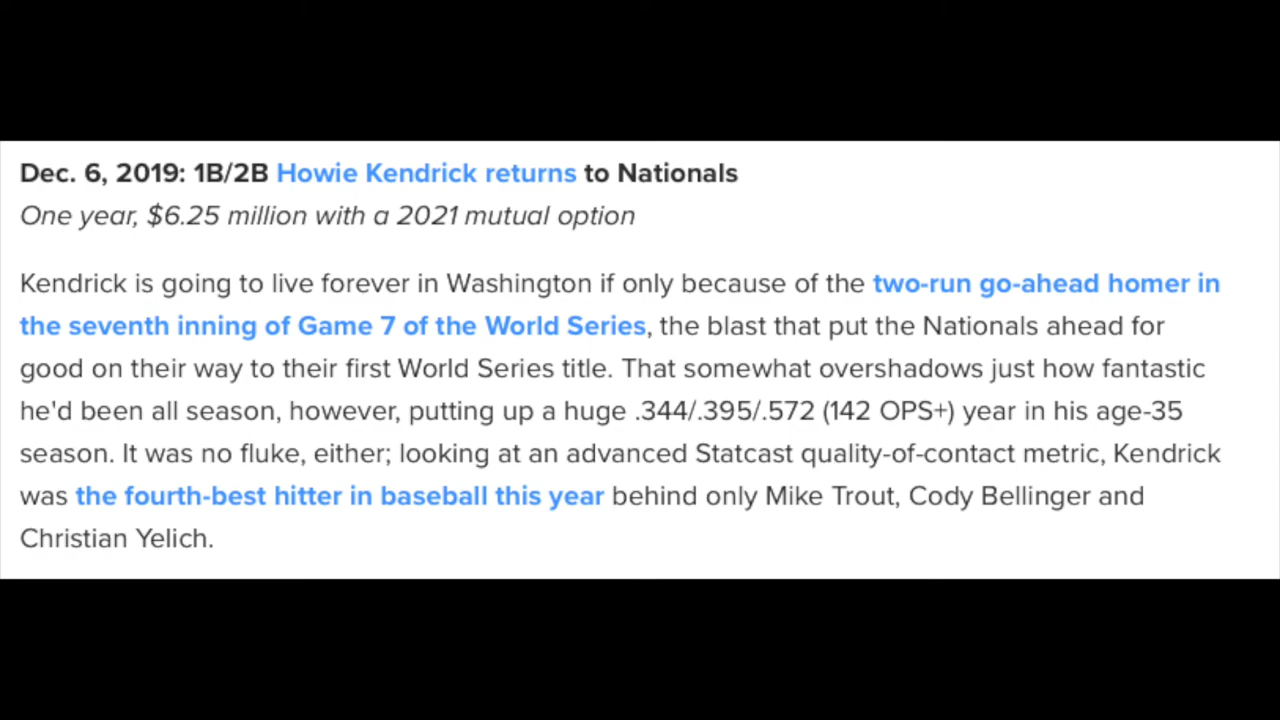 Dec. 6, 2019: 1B/2B Howie Kendrick returns to Nationals
One year, $6.25 million with a 2021 mutual option
Kendrick is going to live forever in Washington if only because of the two-run go-ahead homer in
the seventh inning of Game 7 of the World Series, the blast that put the Nationals ahead for
good on their way to their first World Series title. That somewhat overshadows just how fantastic
he'd been all season, however, putting up a huge .344/.395/.572 (142 OPS+) year in his age-35
season. It was no fluke, either; looking at an advanced Statcast quality-of-contact metric, Kendrick
was the fourth-best hitter in baseball this year behind only Mike Trout, Cody Bellinger and
Christian Yelich.